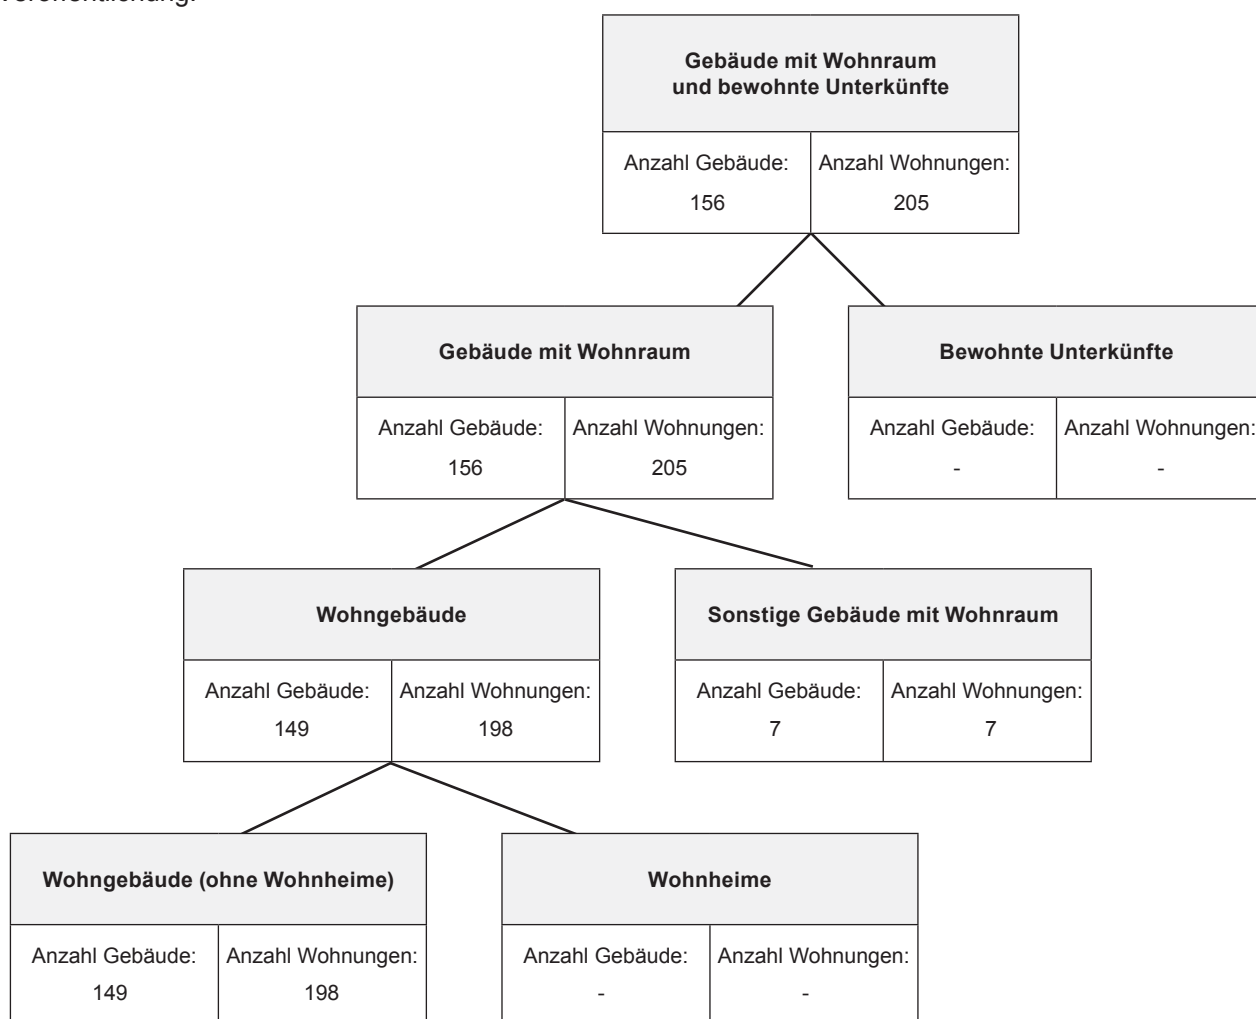 Gebäude mit Wohnraum
und bewohnte Unterkünfte
Anzahl Gebäude: Anzahl Wohnungen:
156 205
Gebäude mit Wohnraum
Bewohnte Unterkünfte
Anzahl Gebäude: Anzahl Wohnungen:
156 205
Anzahl Gebäude: Anzahl Wohnungen:
- -
Wohngebäude
Sonstige Gebäude mit Wohnraum
Anzahl Gebäude: Anzahl Wohnungen:
149 198
Anzahl Gebäude: Anzahl Wohnungen:
7 7
Wohngebäude (ohne Wohnheime)
Wohnheime
Anzahl Gebäude: Anzahl Wohnungen:
149 198
Anzahl Gebäude: Anzahl Wohnungen:
- -